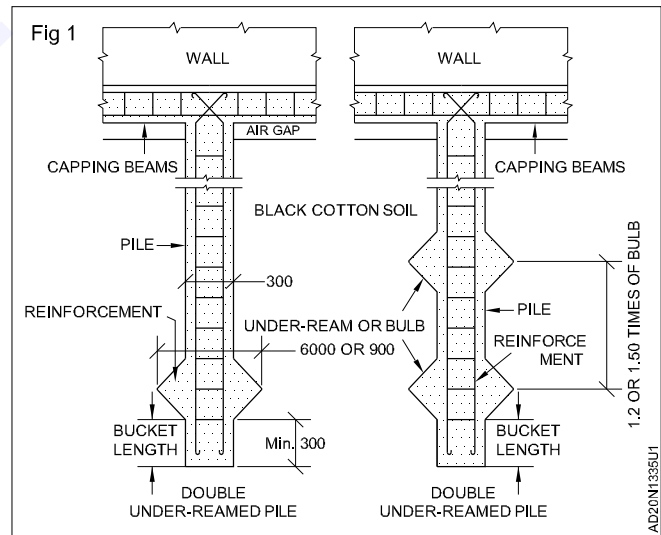 Fig 1
WALL
WALL
AIR GAP
CAPPING BEAMS
CAPPING BEAMS
BLACK COTTON SOIL
PILE
300
PILE
REINFORCEMENT
UNDER-REAM OR BULB
6000 OR 900
REINFORCE
MENT
1.2 OR 1.50 TIMES OF BULB
BUCKET
LENGTH
Min. 300
BUCKET
LENGTH
DOUBLE
UNDER-REAMED PILE
DOUBLE
UNDER-REAMED PILE
AD20N1335U1